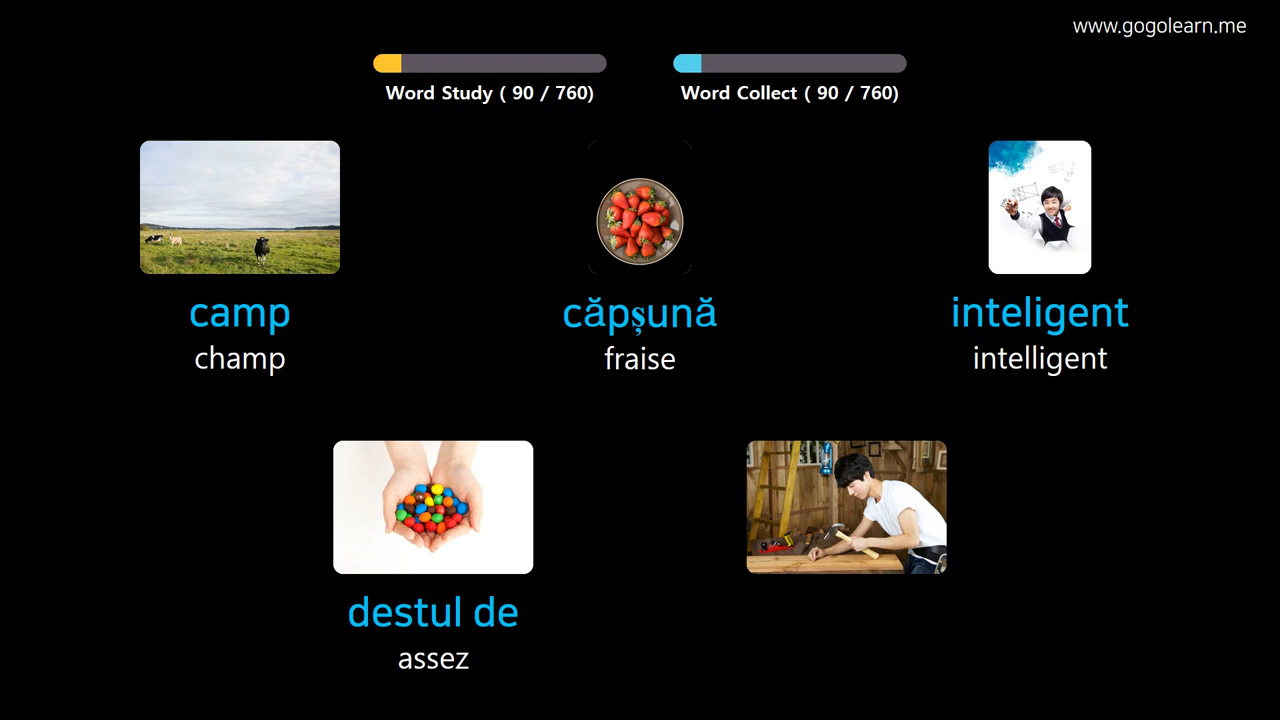 www.gogolearn.me
Word Study ( 90 / 760)
Word Collect ( 90 / 760)
camp
champ
căpșună
fraise
inteligent
intelligent
destul de
assez